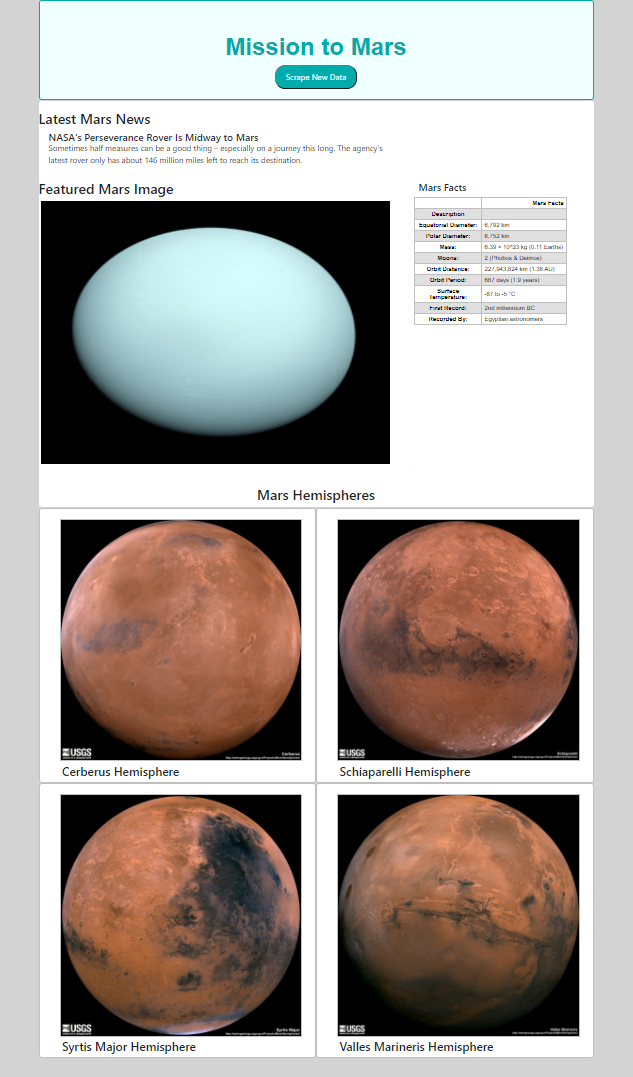 Mission to Mars
Scrape New Data
Latest Mars News
NASA's Perseverance Rover Is Midway to Mars
Sometimes half measures can be a good thing – especially on a journey this long. The agency's
latest rover only has about 146 million miles left to reach its destination.
Featured Mars Image
Mars Facts
Mars Facts
Description
Equatorial Diameter: 6,792 km
Polar Diameter: 6,752 km
Mass: 6.39 × 10^23 kg (0.11 Earths)
Moons: 2 (Phobos & Deimos)
Orbit Distance: 227,943,824 km (1.38 AU)
Orbit Period: 687 days (1.9 years)
Surface
Temperature: -87 to -5 °C
First Record: 2nd millennium BC
Recorded By: Egyptian astronomers
Mars Hemispheres
USGS
Cerberus
USGS
Schiaparelli
Cerberus Hemisphere
Schiaparelli Hemisphere
USGS
Syrtis Major
USGS
Valles Marineris
Syrtis Major Hemisphere
Valles Marineris Hemisphere